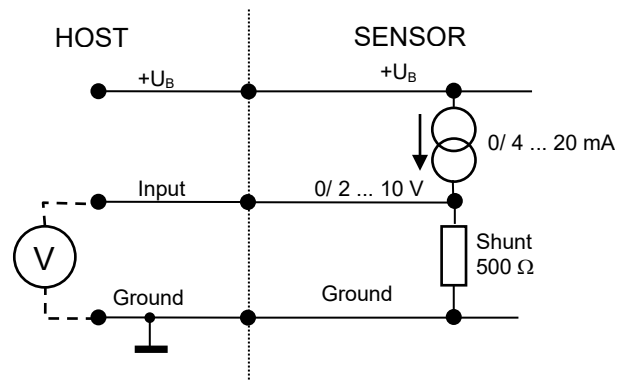 HOST
SENSOR
+U_B
+U_B
0/ 4 ... 20 mA
Input
0/ 2 ... 10 V
V
Shunt
500 Ω
Ground
Ground